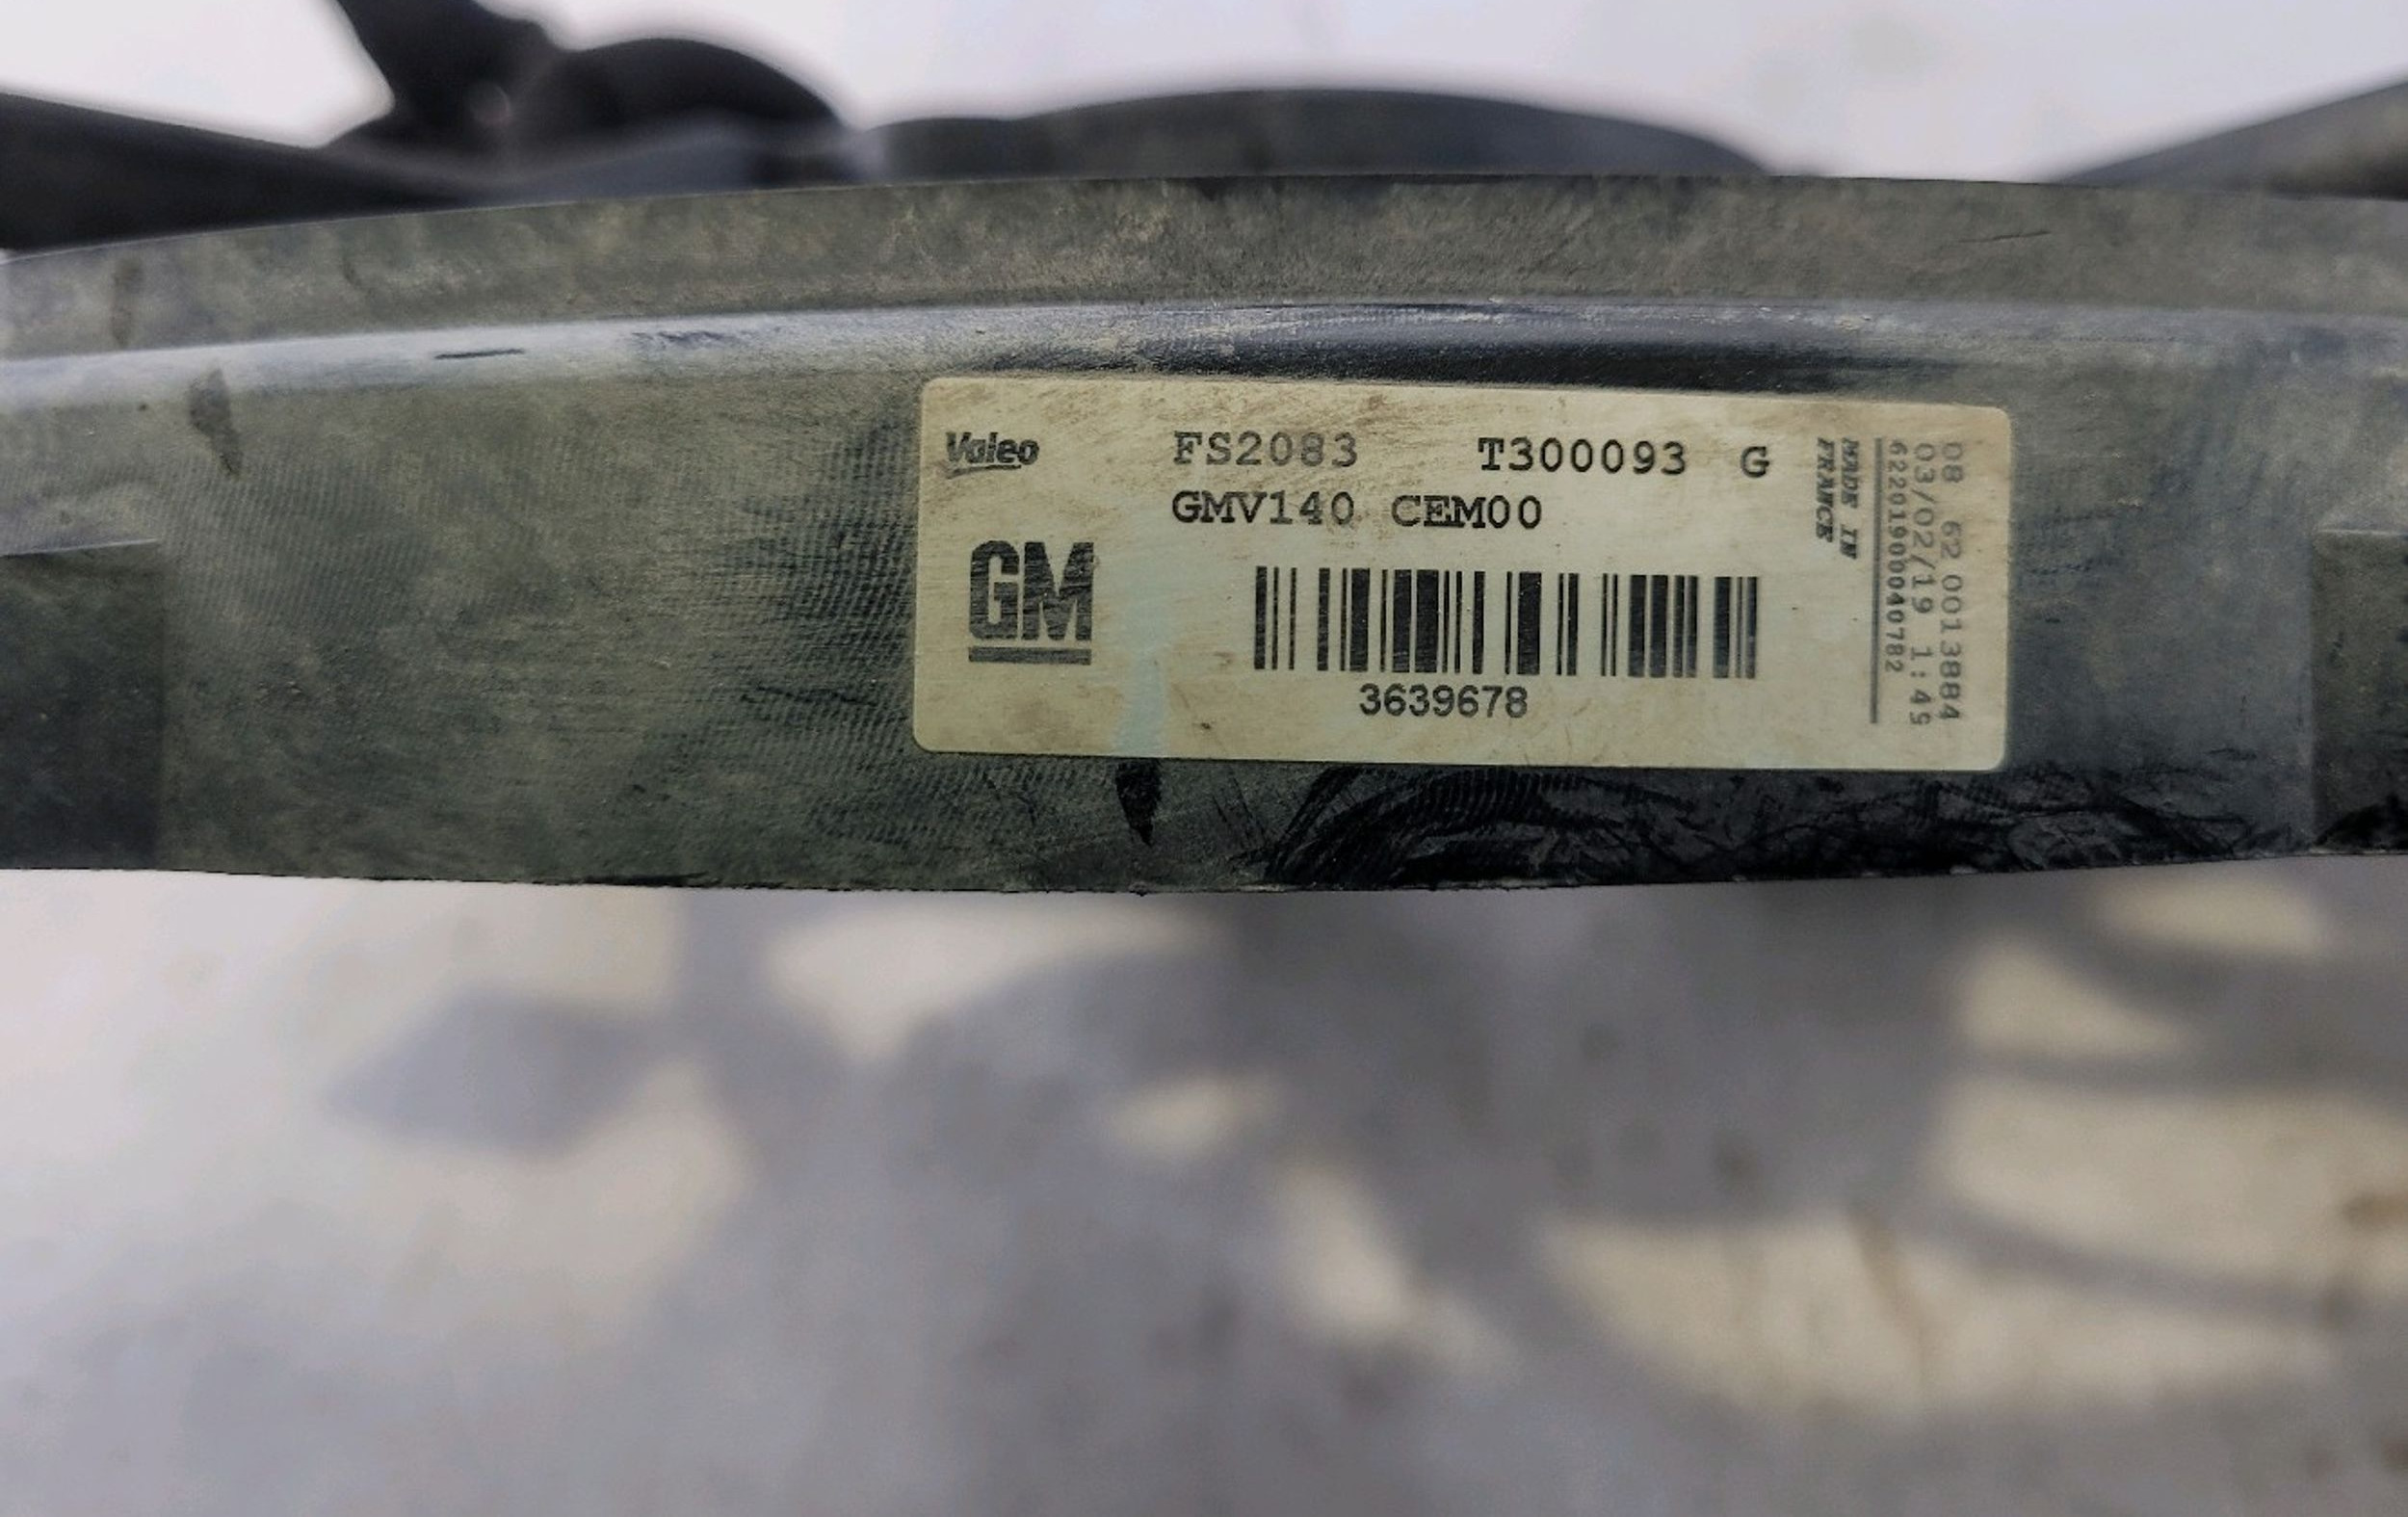 Valeo
FS2083 T300093 G
GMV140 CEM00
GM
3639678
MADE IN
FRANCE
08 62 0013884
03/02/19 1:45
62201900040782